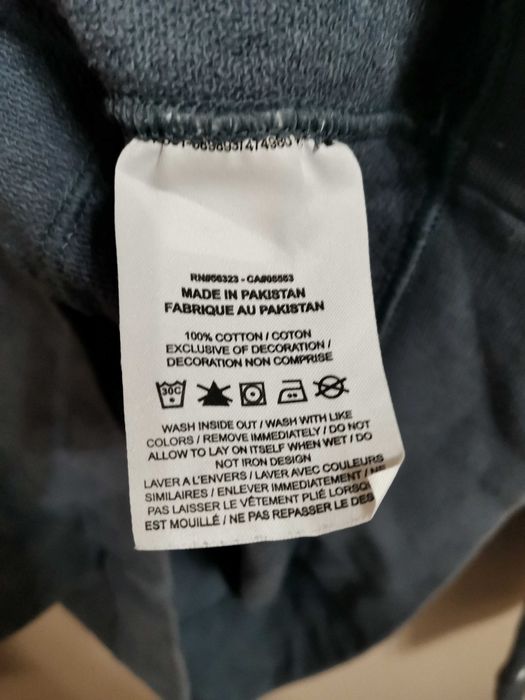 RN#56323 - CA#05553
MADE IN PAKISTAN
FABRIQUE AU PAKISTAN
100% COTTON / COTON
EXCLUSIVE OF DECORATION /
DECORATION NON COMPRISE
30C
WASH INSIDE OUT / WASH WITH LIKE
COLORS / REMOVE IMMEDIATELY / DO NOT
ALLOW TO LAY ON ITSELF WHEN WET / DO
NOT IRON DESIGN
LAVER A L'ENVERS / LAVER AVEC COULEURS
SIMILAIRES / ENLEVER IMMEDIATEMENT / NE
PAS LAISSER LE VÊTEMENT PLIÉ LORSQ
EST MOUILLÉ / NE PAS REPASSER LE DES